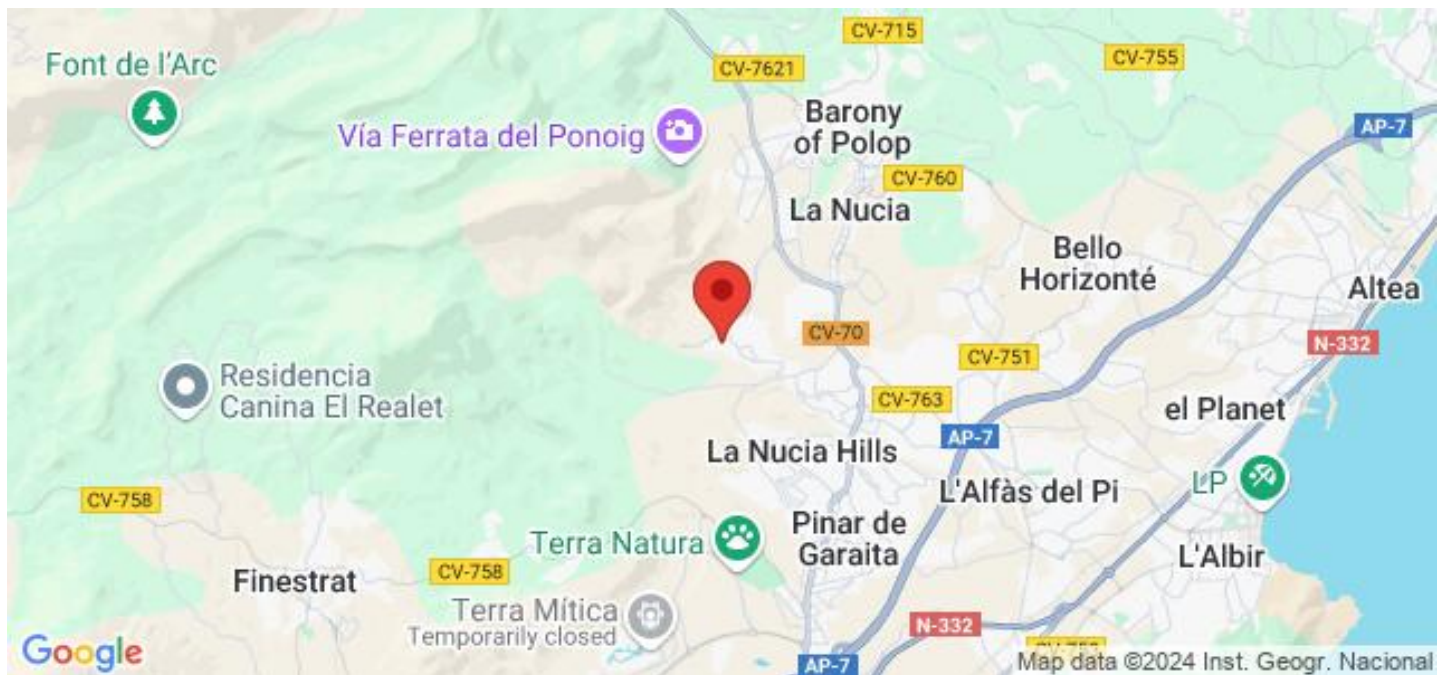 CV-715
Font de l'Arc
CV-7621
CV-755
Vía Ferrata del Ponoig
Barony
of Polop
AP-7
CV-760
La Nucia
Bello
Horizonté
Altea
CV-70
N-332
CV-751
Residencia
Canina El Realet
CV-763
el Planet
AP-7
La Nucia Hills
LP
L'Alfàs del Pi
CV-758
Pinar de
Garaita
Terra Natura
L'Albir
Finestrat
CV-758
Terra Mítica
Temporarily closed
N-332
Google
AP-7
Map data ©2024 Inst. Geogr. Nacional